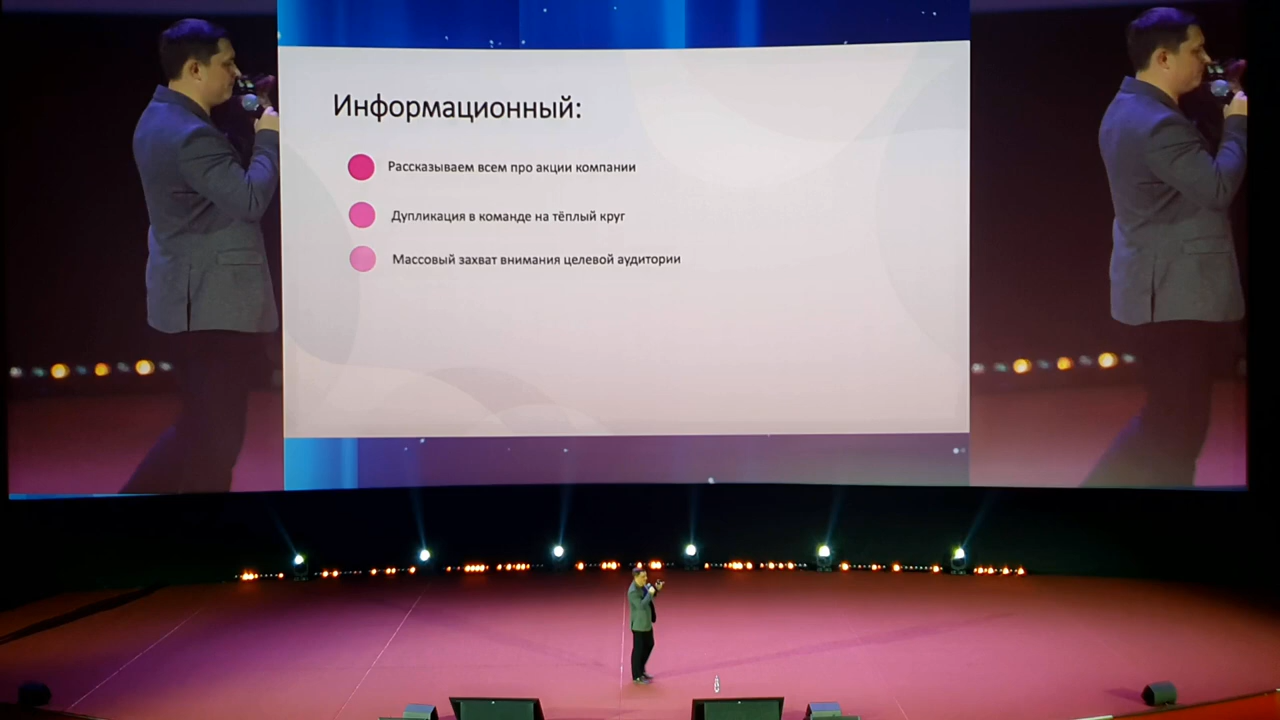 Информационный:
Рассказываем всем про акции компании
Дупликация в команде на тёплый круг
Массовый захват внимания целевой аудитории